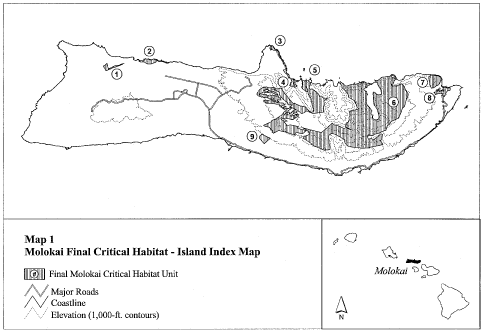 3
2
5
1
4
7
6
8
9
Map 1
Molokai Final Critical Habitat - Island Index Map
# Final Molokai Critical Habitat Unit
Major Roads
Coastline
Elevation (1,000-ft. contours)
Molokai
N